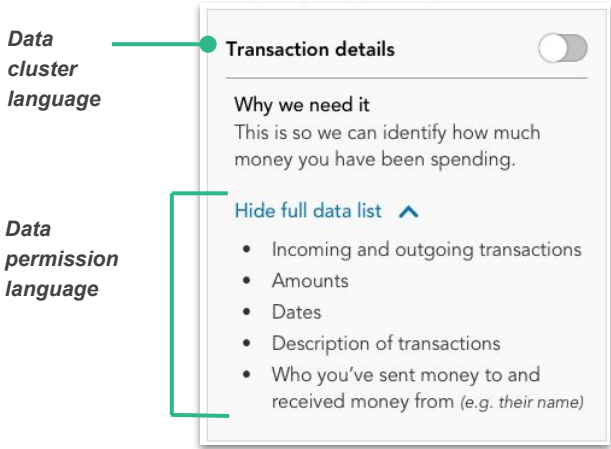 Data
cluster
language
Transaction details
Why we need it
This is so we can identify how much
money you have been spending.
Data
permission
language
Hide full data list
• Incoming and outgoing transactions
• Amounts
• Dates
• Description of transactions
• Who you've sent money to and
received money from (e.g. their name)